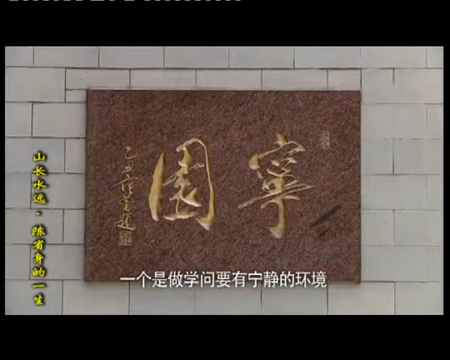 寧園
山长水远·陈省身的一生
一个是做学问要有宁静的环境